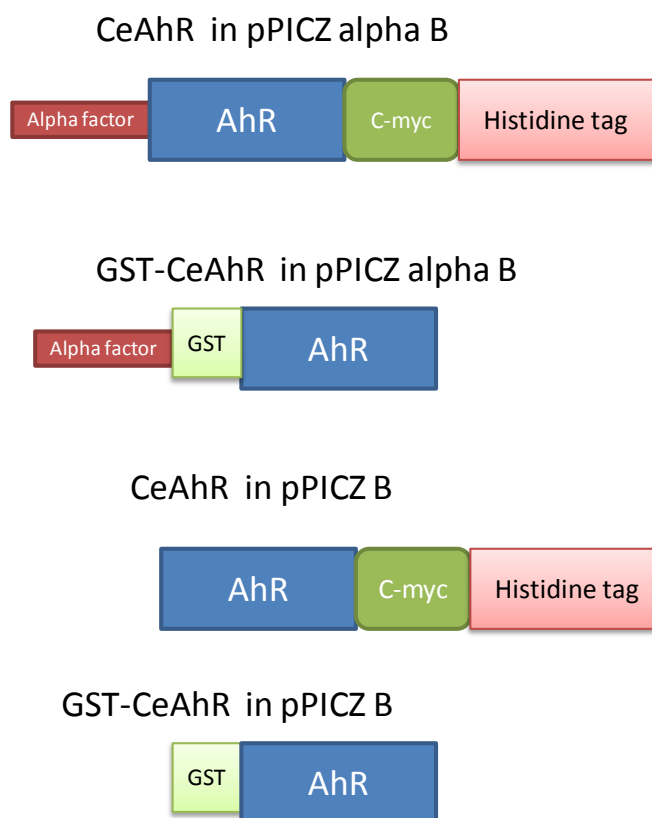 CeAhR in pPICZ alpha B
Alpha factor AhR C-myc Histidine tag
GST-CeAhR in pPICZ alpha B
Alpha factor GST AhR
CeAhR in pPICZ B
AhR C-myc Histidine tag
GST-CeAhR in pPICZ B
GST AhR